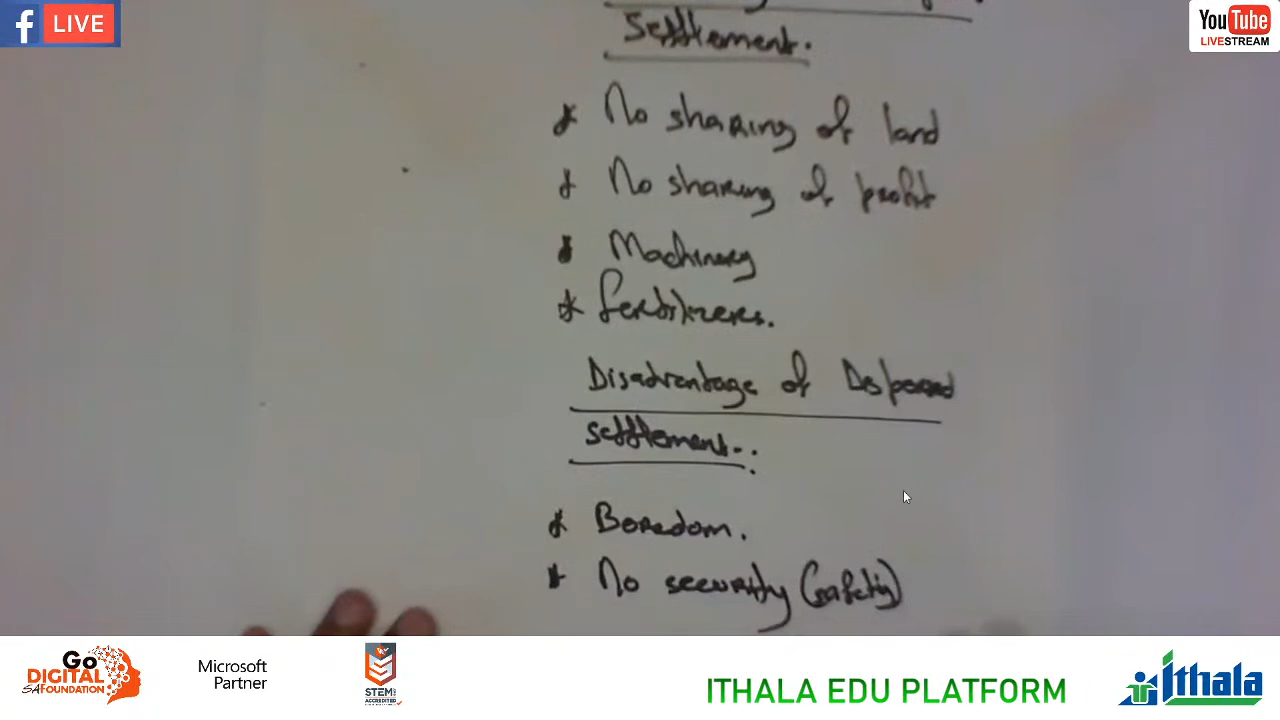 f LIVE
YouTube
LIVESTREAM
Settlement.
* No sharing of land
* No sharing of profit
* Machinery
* fertilizers.
Disadvantage of Dispersed
settlement..
* Boredom.
* No security (safety)
Go
DIGITAL
SA FOUNDATION
Microsoft
Partner
STEM
ACCREDITED
ITHALA EDU PLATFORM
Ithala